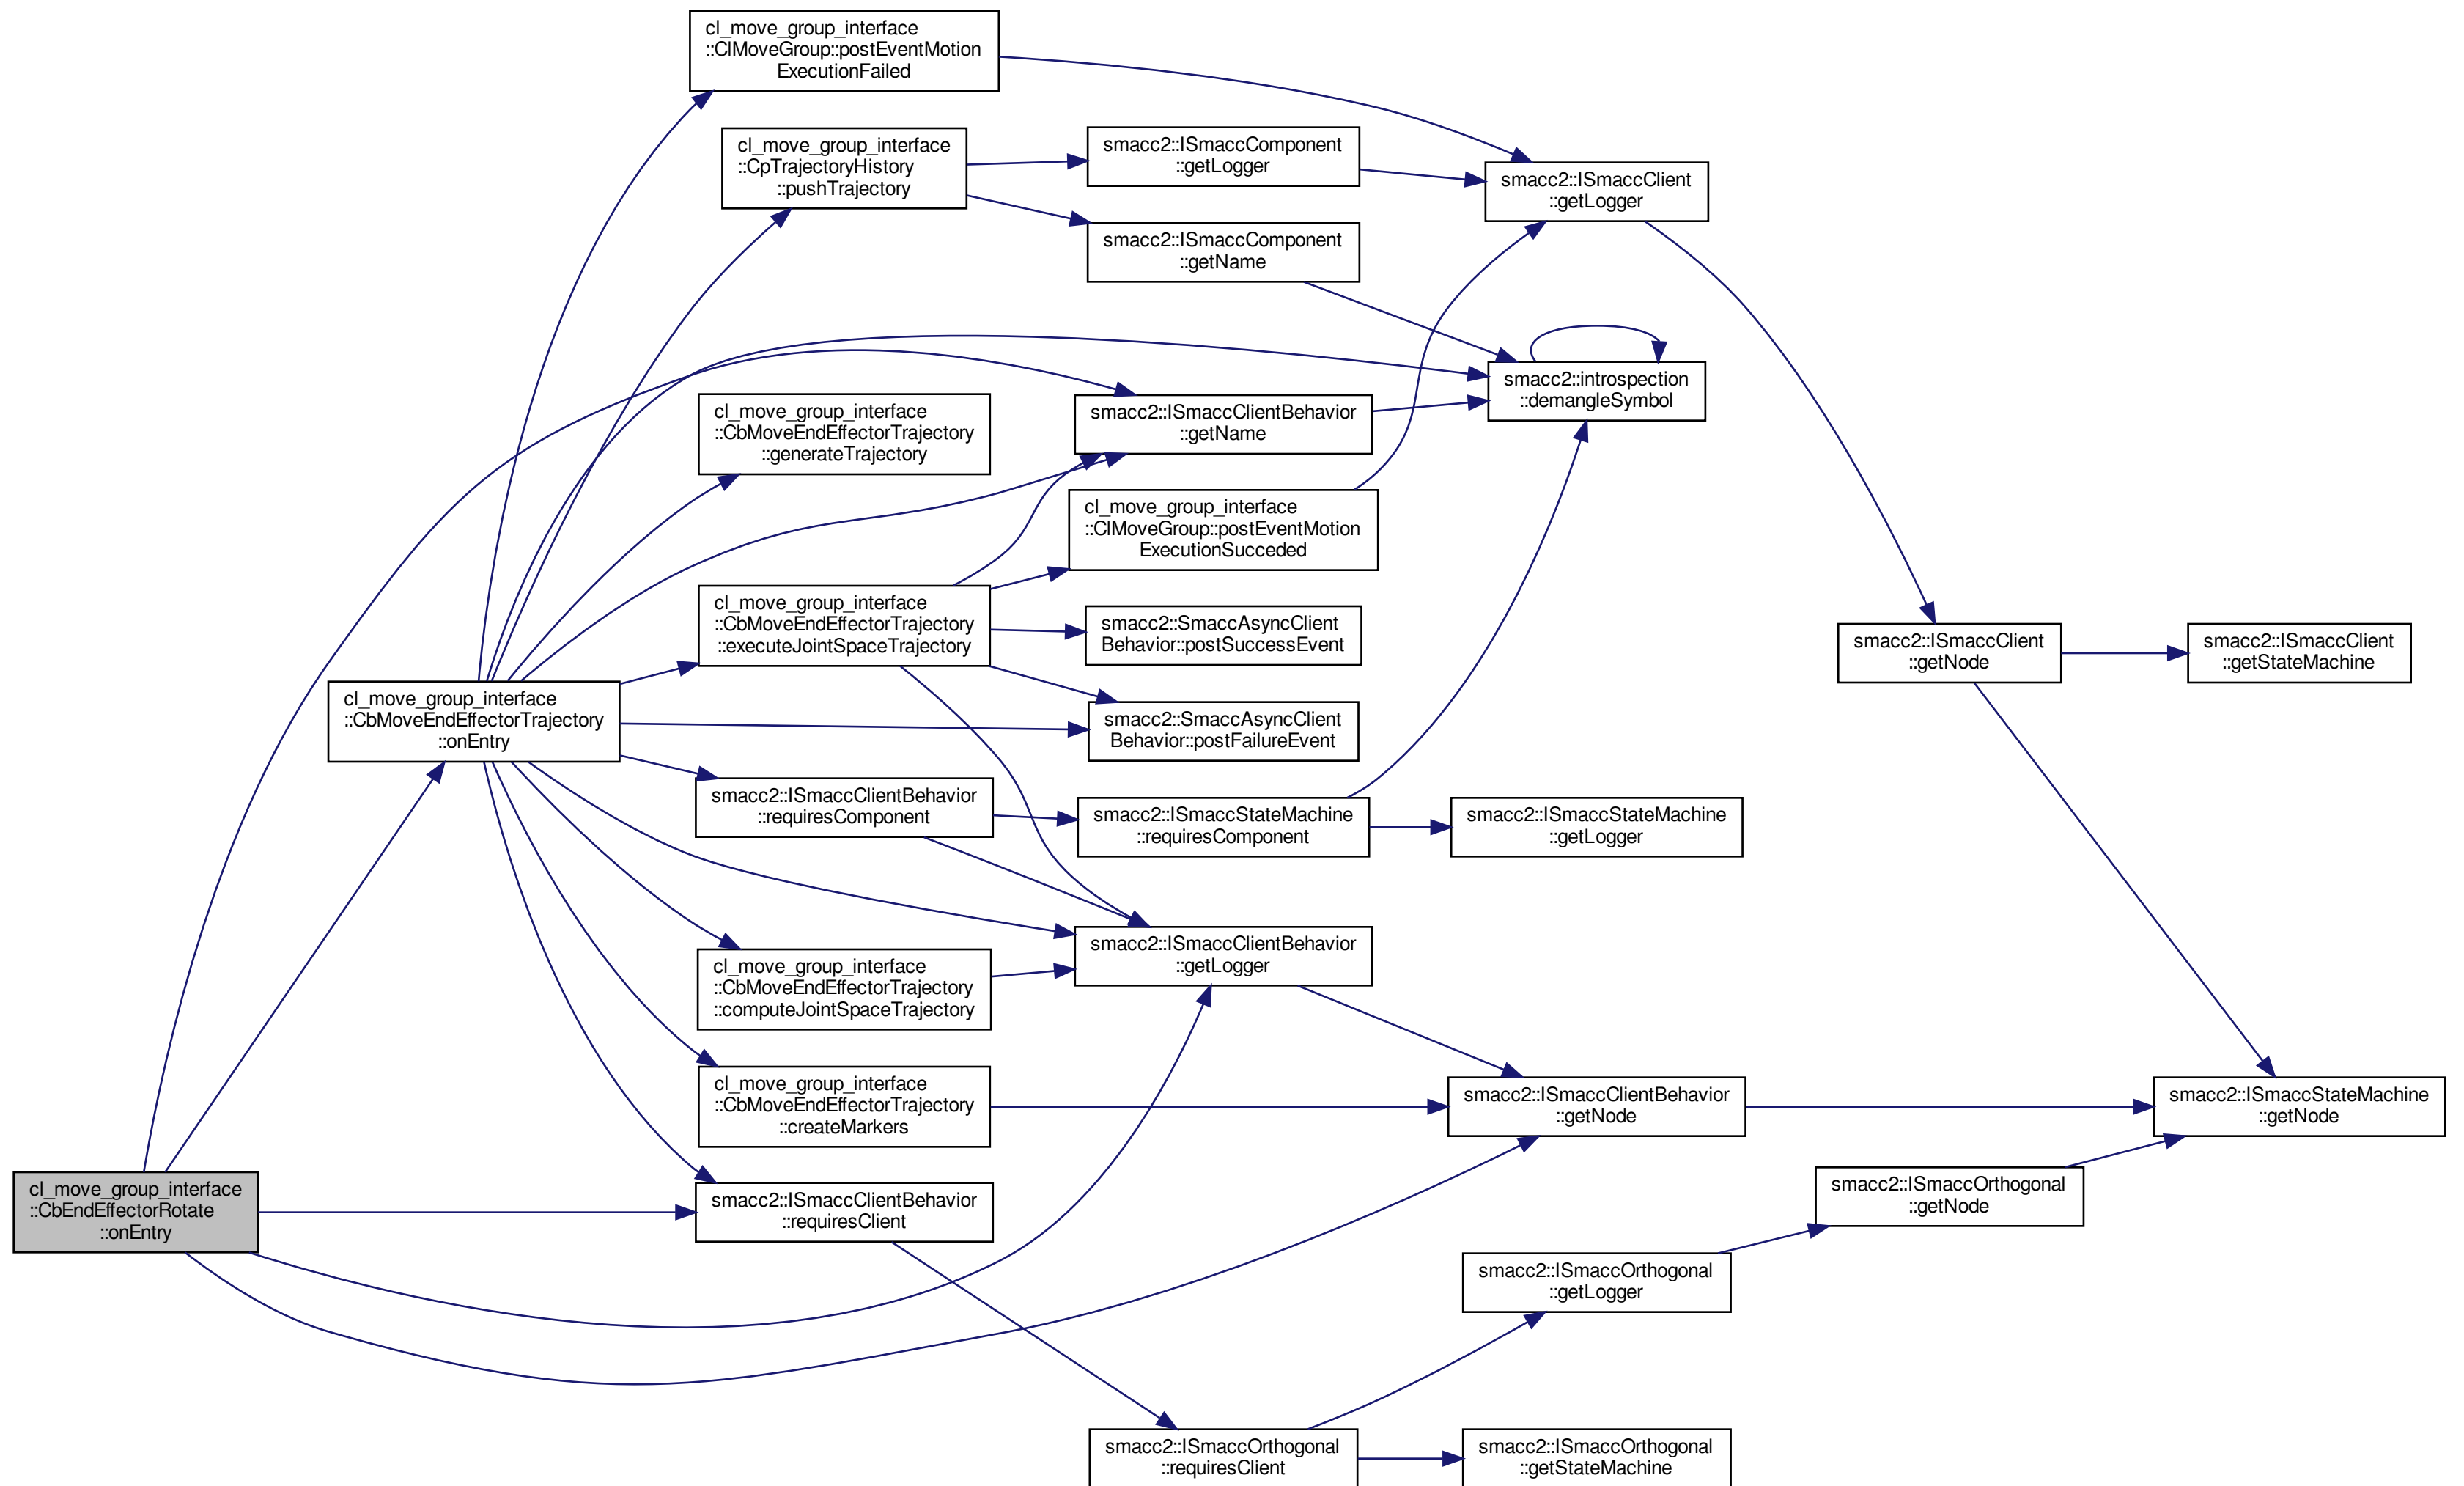 cl_move_group_interface
::ClMoveGroup::postEventMotion
ExecutionFailed
cl_move_group_interface
::CpTrajectoryHistory
::pushTrajectory
smacc2::ISmaccComponent
::getLogger
smacc2::ISmaccClient
::getLogger
smacc2::ISmaccComponent
::getName
smacc2::introspection
::demangleSymbol
cl_move_group_interface
::CbMoveEndEffectorTrajectory
::generateTrajectory
smacc2::ISmaccClientBehavior
::getName
cl_move_group_interface
::ClMoveGroup::postEventMotion
ExecutionSucceded
cl_move_group_interface
::CbMoveEndEffectorTrajectory
::executeJointSpaceTrajectory
smacc2::SmaccAsyncClient
Behavior::postSuccessEvent
smacc2::ISmaccClient
::getNode
smacc2::ISmaccClient
::getStateMachine
cl_move_group_interface
::CbMoveEndEffectorTrajectory
::onEntry
smacc2::SmaccAsyncClient
Behavior::postFailureEvent
smacc2::ISmaccClientBehavior
::requiresComponent
smacc2::ISmaccStateMachine
::requiresComponent
smacc2::ISmaccStateMachine
::getLogger
smacc2::ISmaccClientBehavior
::getLogger
cl_move_group_interface
::CbMoveEndEffectorTrajectory
::computeJointSpaceTrajectory
cl_move_group_interface
::CbMoveEndEffectorTrajectory
::createMarkers
smacc2::ISmaccClientBehavior
::getNode
smacc2::ISmaccStateMachine
::getNode
cl_move_group_interface
::CbEndEffectorRotate
::onEntry
smacc2::ISmaccClientBehavior
::requiresClient
smacc2::ISmaccOrthogonal
::getNode
smacc2::ISmaccOrthogonal
::getLogger
smacc2::ISmaccOrthogonal
::requiresClient
smacc2::ISmaccOrthogonal
::getStateMachine